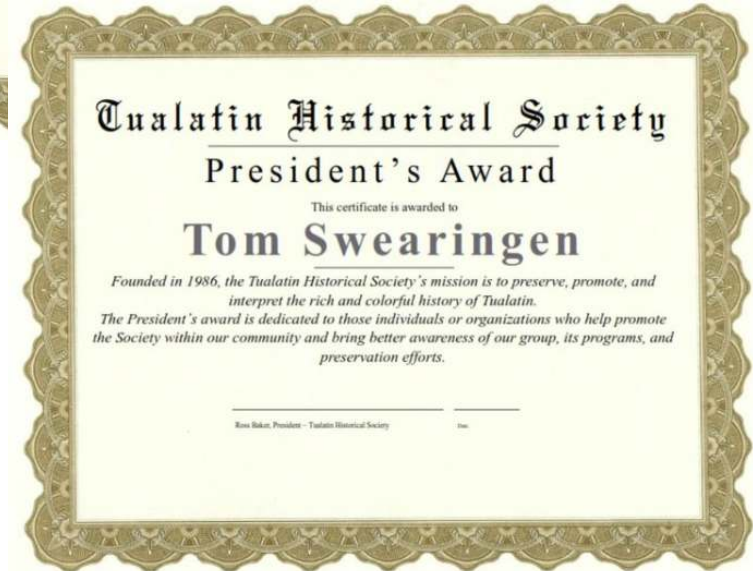 Tualatin Historical Society
President's Award
This certificate is awarded to
Tom Swearingen
Founded in 1986, the Tualatin Historical Society's mission is to preserve, promote, and
interpret the rich and colorful history of Tualatin.
The President's award is dedicated to those individuals or organizations who help promote
the Society within our community and bring better awareness of our group, its programs, and
preservation efforts.
Ross Baker, President – Tualatin Historical Society Date